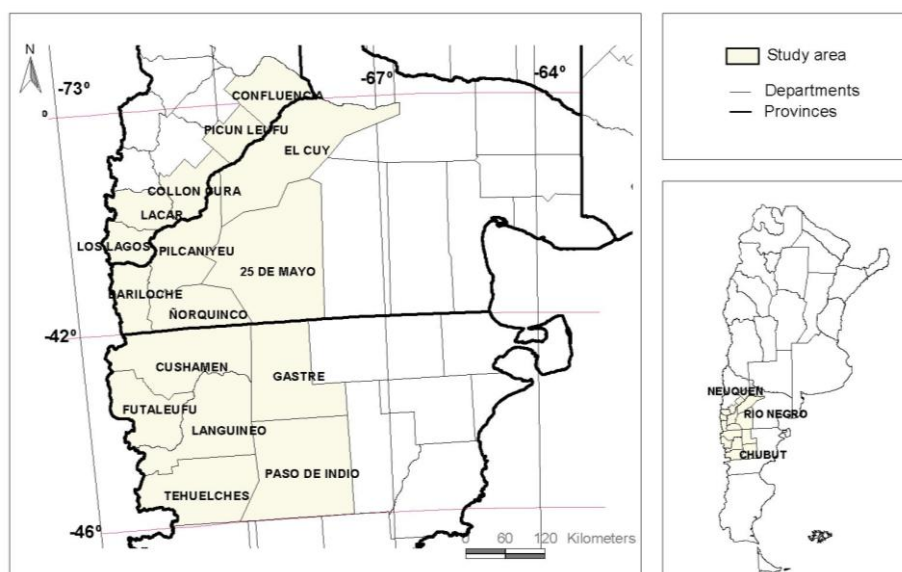 N
-73º
-67º
-64º
CONFLUENCIA
PICUN LEUFU
EL CUY
COLLON CURA
LACAR
LOS LAGOS
PILCANIYEU
25 DE MAYO
BARILOCHE
ÑORQUINCO
-42º
CUSHAMEN
GASTRE
FUTALEUFU
LANGUINEO
PASO DE INDIO
TEHUELCHES
-46º
0 60 120 Kilometers
Study area
Departments
Provinces
NEUQUEN
RIO NEGRO
CHUBUT